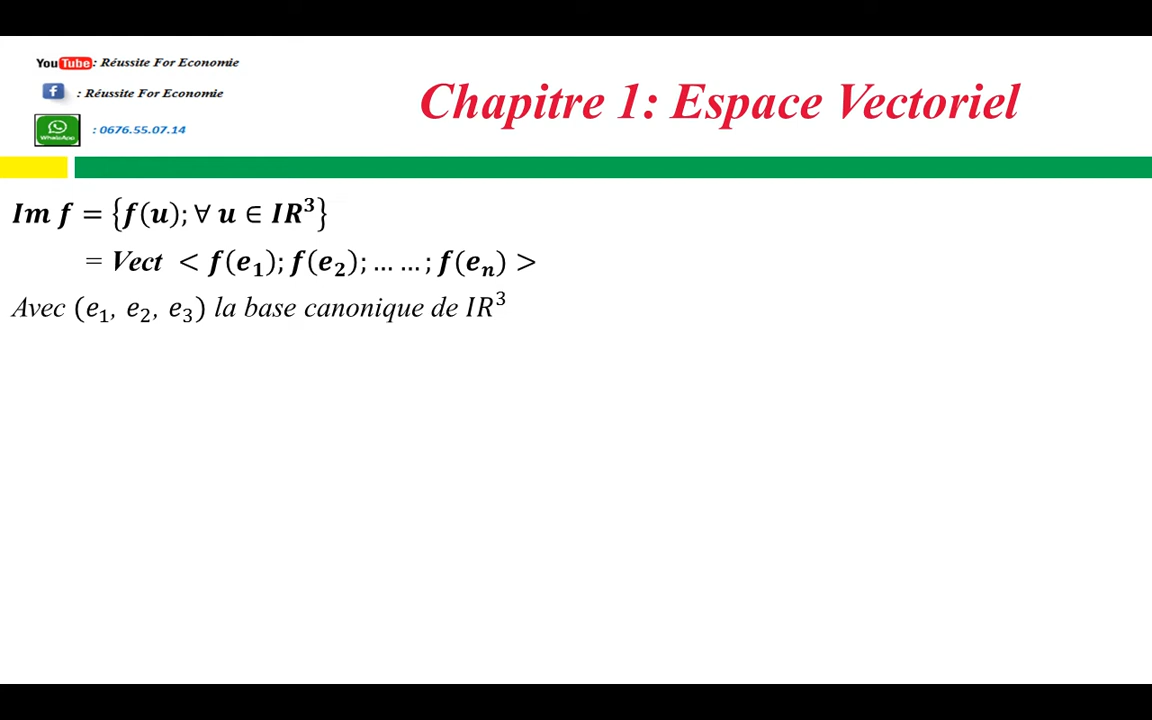 YouTube : Réussite For Economie
: Réussite For Economie
WhatsApp : 0676.55.07.14
Chapitre 1: Espace Vectoriel
Im f = {f(u); ∀ u ∈ IR³}
= Vect < f(e₁); f(e₂); … … ; f(eₙ) >
Avec (e₁, e₂, e₃) la base canonique de IR³